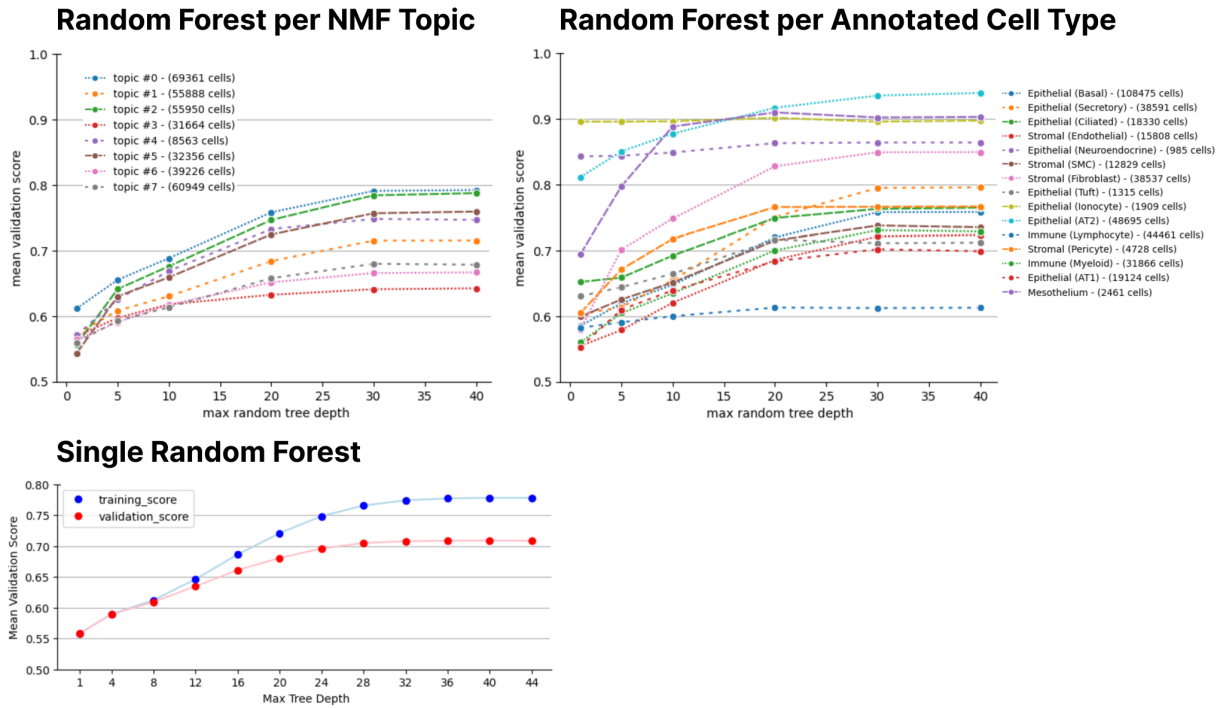 Random Forest per NMF Topic
1.0
0.9
0.8
0.7
0.6
0.5
mean validation score
topic #0 - (69361 cells)
topic #1 - (55888 cells)
topic #2 - (55950 cells)
topic #3 - (31664 cells)
topic #4 - (8563 cells)
topic #5 - (32356 cells)
topic #6 - (39226 cells)
topic #7 - (60949 cells)
0 5 10 15 20 25 30 35 40
max random tree depth
Random Forest per Annotated Cell Type
1.0
0.9
0.8
0.7
0.6
0.5
mean validation score
0 5 10 15 20 25 30 35 40
max random tree depth
Epithelial (Basal) - (108475 cells)
Epithelial (Secretory) - (38591 cells)
Epithelial (Ciliated) - (18330 cells)
Stromal (Endothelial) - (15808 cells)
Epithelial (Neuroendocrine) - (985 cells)
Stromal (SMC) - (12829 cells)
Stromal (Fibroblast) - (38537 cells)
Epithelial (Tuft) - (1315 cells)
Epithelial (Ionocyte) - (1909 cells)
Epithelial (AT2) - (48695 cells)
Immune (Lymphocyte) - (44461 cells)
Stromal (Pericyte) - (4728 cells)
Immune (Myeloid) - (31866 cells)
Epithelial (AT1) - (19124 cells)
Mesothelium - (2461 cells)
Single Random Forest
0.80
0.75
0.70
0.65
0.60
0.55
0.50
Mean Validation Score
training_score
validation_score
1 4 8 12 16 20 24 28 32 36 40 44
Max Tree Depth